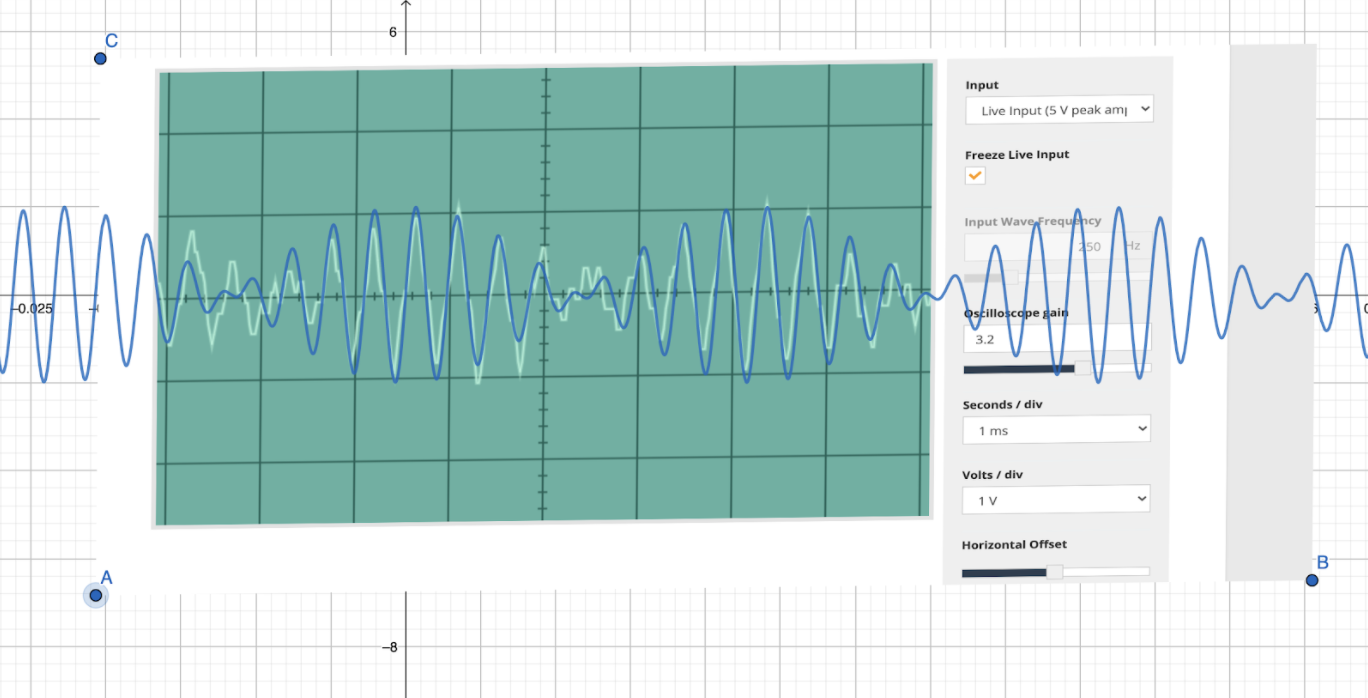 C
6
Input
Live Input (5 V peak am
Freeze Live Input
Input Wave Frequency
250 Hz
-0.025
Oscilloscope gain
3.2
Seconds / div
1 ms
Volts / div
1 V
Horizontal Offset
A
B
-8